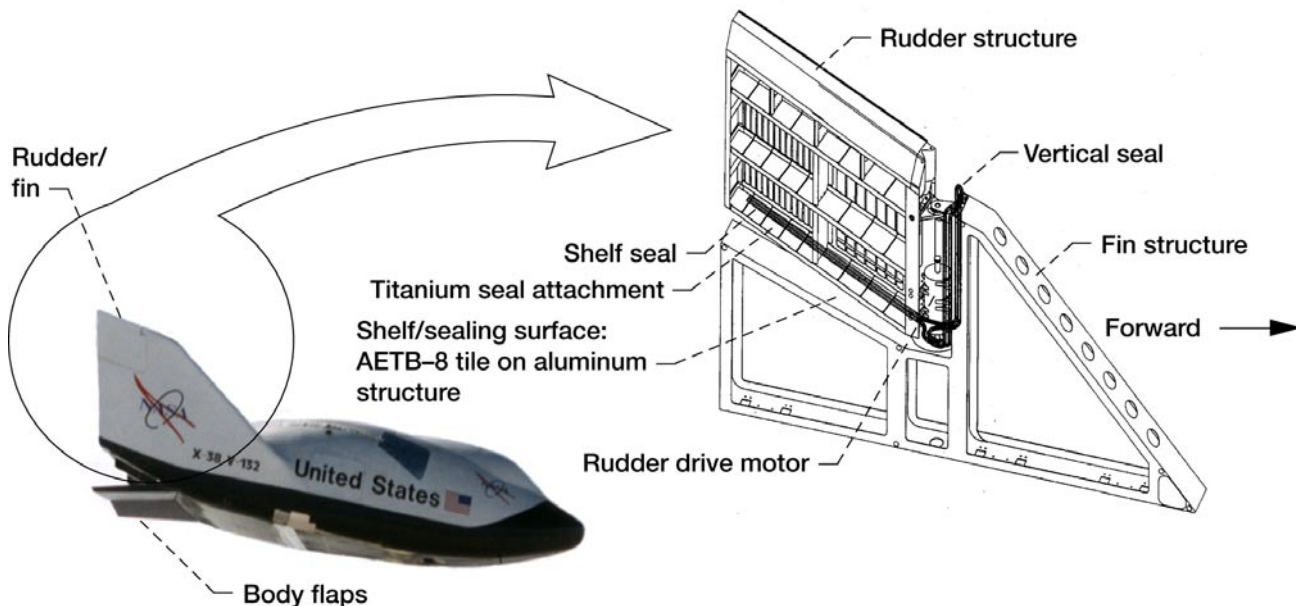 Rudder structure
Rudder/
fin
Vertical seal
Shelf seal
Fin structure
Titanium seal attachment
Shelf/sealing surface:
AETB–8 tile on aluminum
structure
Forward
Rudder drive motor
NASA
X-38 V-132
United States
Body flaps